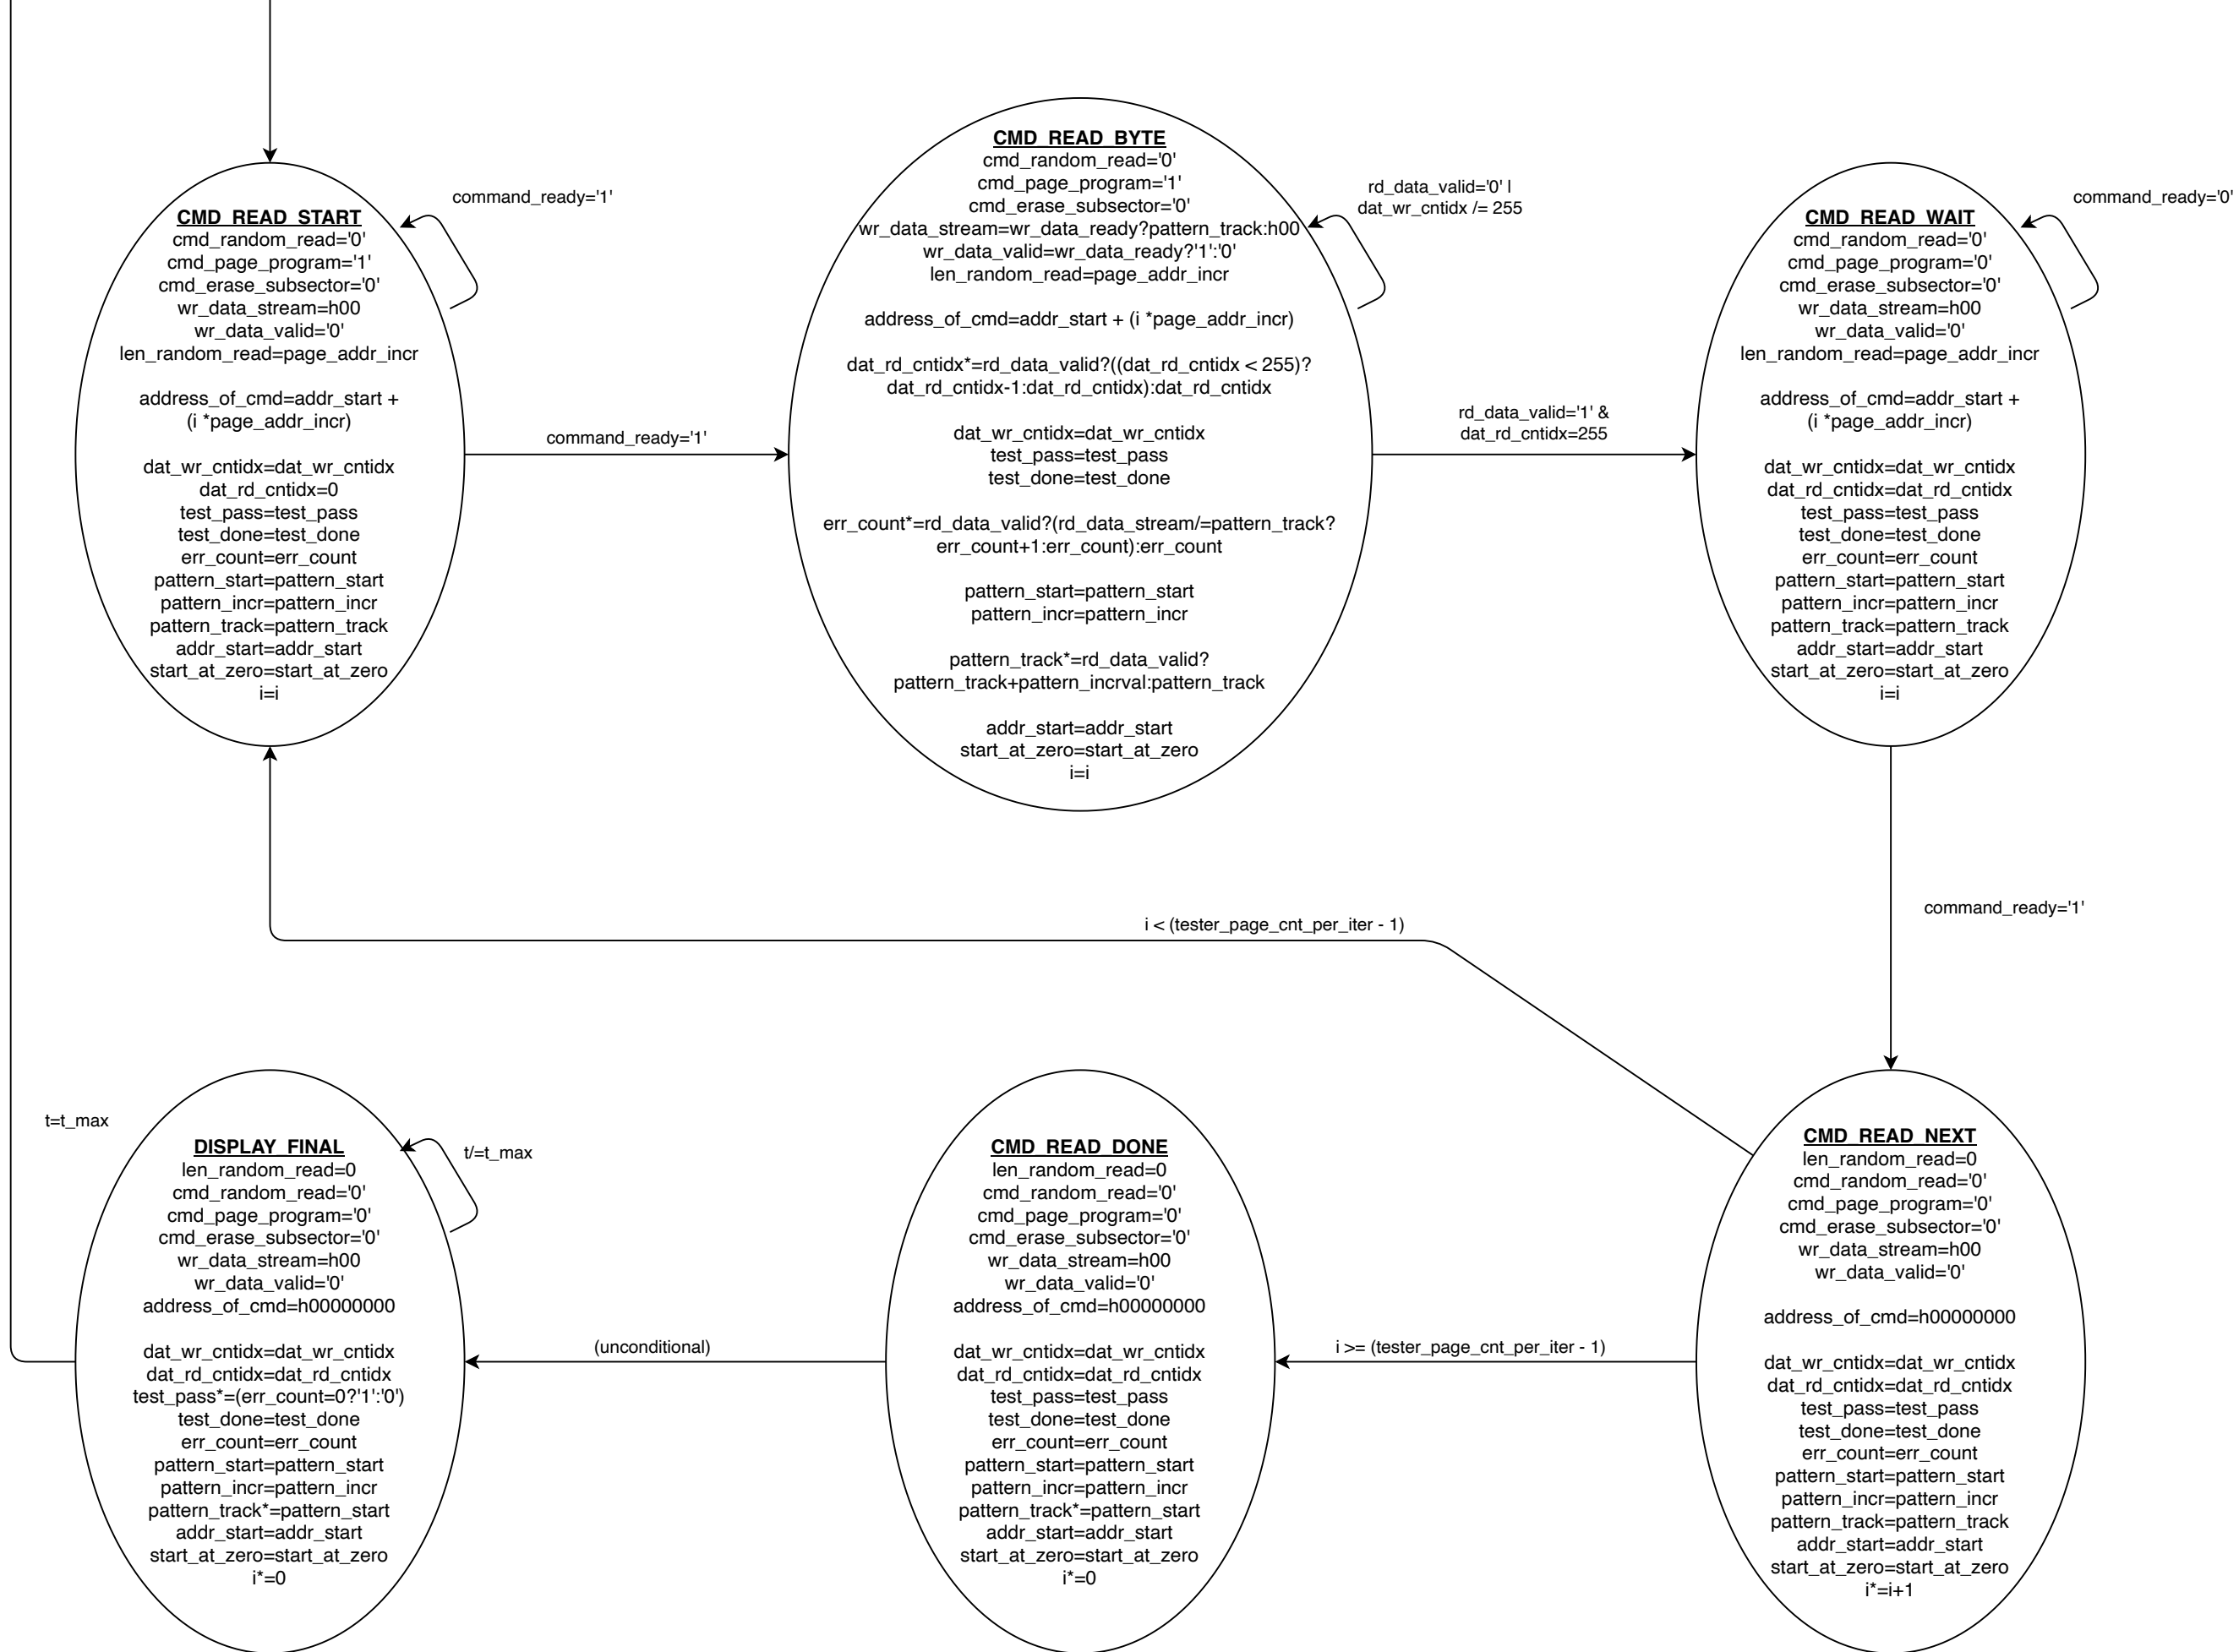 CMD_READ_START
cmd_random_read='0'
cmd_page_program='1'
cmd_erase_subsector='0'
wr_data_stream=h00
wr_data_valid='0'
len_random_read=page_addr_incr
address_of_cmd=addr_start +
(i *page_addr_incr)
dat_wr_cntidx=dat_wr_cntidx
dat_rd_cntidx=0
test_pass=test_pass
test_done=test_done
err_count=err_count
pattern_start=pattern_start
pattern_incr=pattern_incr
pattern_track=pattern_track
addr_start=addr_start
start_at_zero=start_at_zero
i=i
command_ready='1'
command_ready='1'
CMD_READ_BYTE
cmd_random_read='0'
cmd_page_program='1'
cmd_erase_subsector='0'
wr_data_stream=wr_data_ready?pattern_track:h00
wr_data_valid=wr_data_ready?'1':'0'
len_random_read=page_addr_incr
address_of_cmd=addr_start + (i *page_addr_incr)
dat_rd_cntidx*=rd_data_valid?((dat_rd_cntidx < 255)?
dat_rd_cntidx-1:dat_rd_cntidx):dat_rd_cntidx
dat_wr_cntidx=dat_wr_cntidx
test_pass=test_pass
test_done=test_done
err_count*=rd_data_valid?(rd_data_stream/=pattern_track?
err_count+1:err_count):err_count
pattern_start=pattern_start
pattern_incr=pattern_incr
pattern_track*=rd_data_valid?
pattern_track+pattern_incrval:pattern_track
addr_start=addr_start
start_at_zero=start_at_zero
i=i
rd_data_valid='0' |
dat_wr_cntidx /= 255
rd_data_valid='1' &
dat_rd_cntidx=255
CMD_READ_WAIT
cmd_random_read='0'
cmd_page_program='0'
cmd_erase_subsector='0'
wr_data_stream=h00
wr_data_valid='0'
len_random_read=page_addr_incr
address_of_cmd=addr_start +
(i *page_addr_incr)
dat_wr_cntidx=dat_wr_cntidx
dat_rd_cntidx=dat_rd_cntidx
test_pass=test_pass
test_done=test_done
err_count=err_count
pattern_start=pattern_start
pattern_incr=pattern_incr
pattern_track=pattern_track
addr_start=addr_start
start_at_zero=start_at_zero
i=i
command_ready='0'
command_ready='1'
i < (tester_page_cnt_per_iter - 1)
t=t_max
DISPLAY_FINAL
len_random_read=0
cmd_random_read='0'
cmd_page_program='0'
cmd_erase_subsector='0'
wr_data_stream=h00
wr_data_valid='0'
address_of_cmd=h00000000
dat_wr_cntidx=dat_wr_cntidx
dat_rd_cntidx=dat_rd_cntidx
test_pass*=(err_count=0?'1':'0')
test_done=test_done
err_count=err_count
pattern_start=pattern_start
pattern_incr=pattern_incr
pattern_track*=pattern_start
addr_start=addr_start
start_at_zero=start_at_zero
i*=0
t/=t_max
(unconditional)
CMD_READ_DONE
len_random_read=0
cmd_random_read='0'
cmd_page_program='0'
cmd_erase_subsector='0'
wr_data_stream=h00
wr_data_valid='0'
address_of_cmd=h00000000
dat_wr_cntidx=dat_wr_cntidx
dat_rd_cntidx=dat_rd_cntidx
test_pass=test_pass
test_done=test_done
err_count=err_count
pattern_start=pattern_start
pattern_incr=pattern_incr
pattern_track*=pattern_start
addr_start=addr_start
start_at_zero=start_at_zero
i*=0
i >= (tester_page_cnt_per_iter - 1)
CMD_READ_NEXT
len_random_read=0
cmd_random_read='0'
cmd_page_program='0'
cmd_erase_subsector='0'
wr_data_stream=h00
wr_data_valid='0'
address_of_cmd=h00000000
dat_wr_cntidx=dat_wr_cntidx
dat_rd_cntidx=dat_rd_cntidx
test_pass=test_pass
test_done=test_done
err_count=err_count
pattern_start=pattern_start
pattern_incr=pattern_incr
pattern_track=pattern_track
addr_start=addr_start
start_at_zero=start_at_zero
i*=i+1